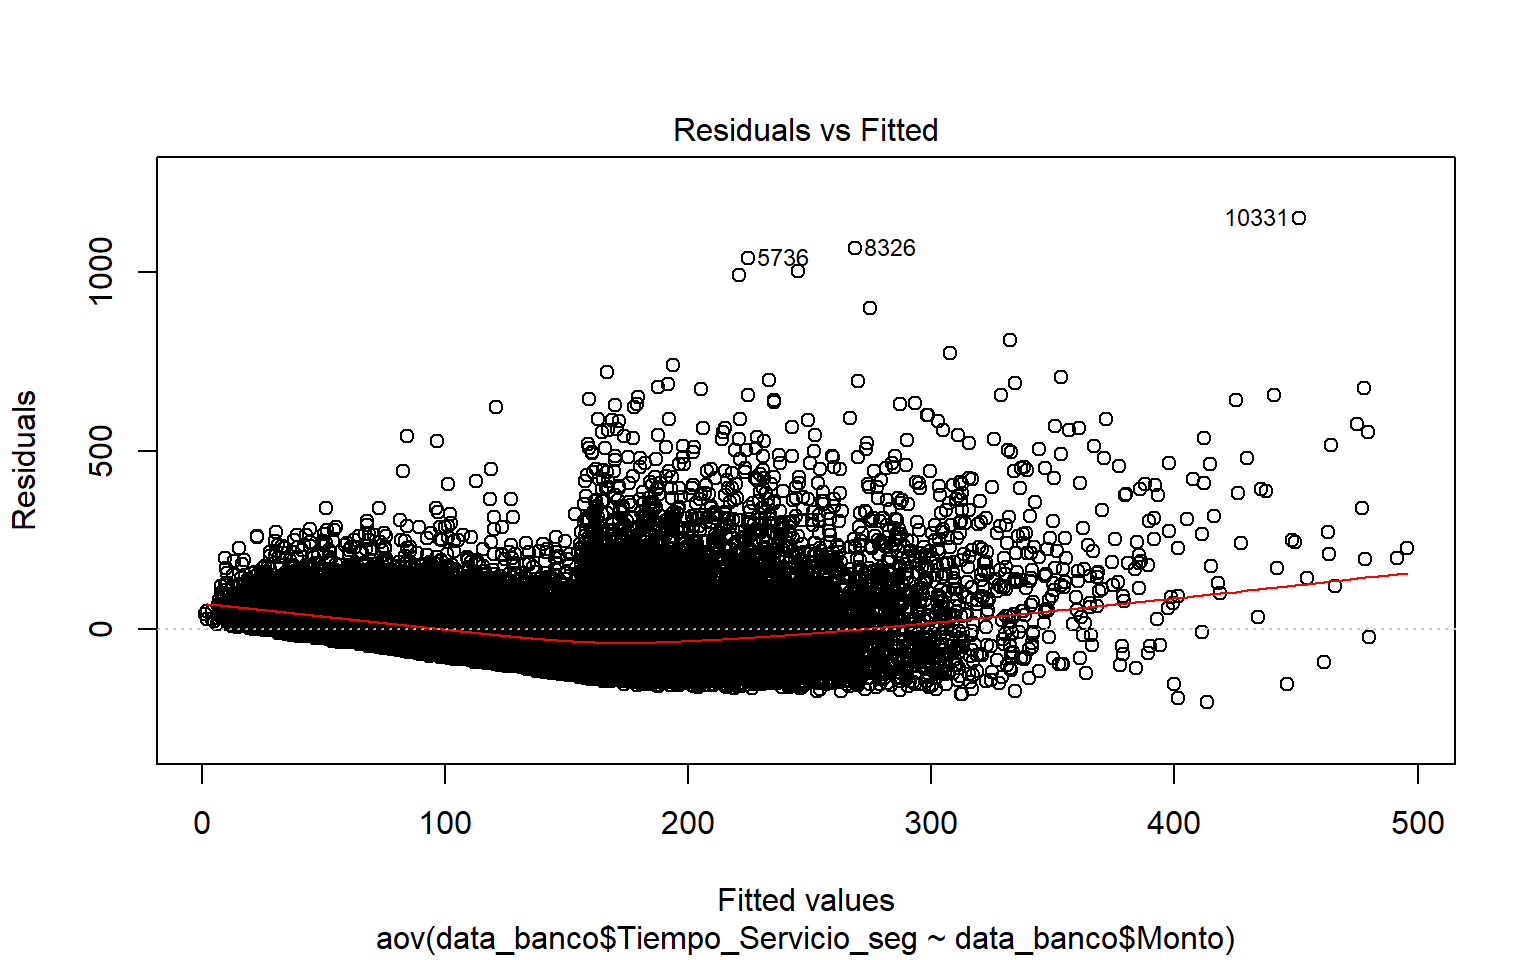 Residuals vs Fitted
10331
5736
8326
Residuals
1000
500
0
0 100 200 300 400 500
Fitted values
aov(data_banco$Tiempo_Servicio_seg ~ data_banco$Monto)